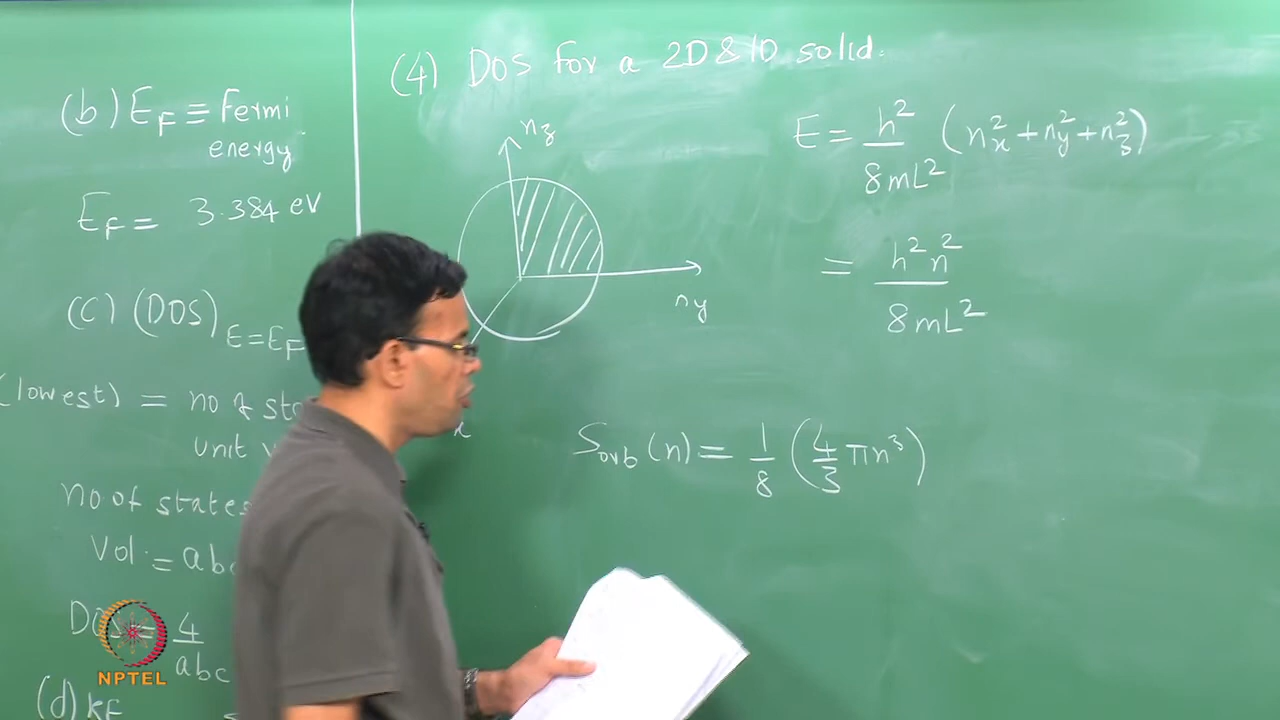 (b) E_F ≡ Fermi
energy
E_F = 3.384 eV
(c) (DOS)_{E=E_F}
(lowest) = no of
unit
no of states
Vol. = abc
DOS = 4/abc
(d) k_F
(4) DOS for a 2D & 1D solid.
n_z
n_y
x
E = h²/8mL² (n_x² + n_y² + n_z²)
= h²n²/8mL²
S_orb (n) = 1/8 (4/3 πn³)
NPTEL